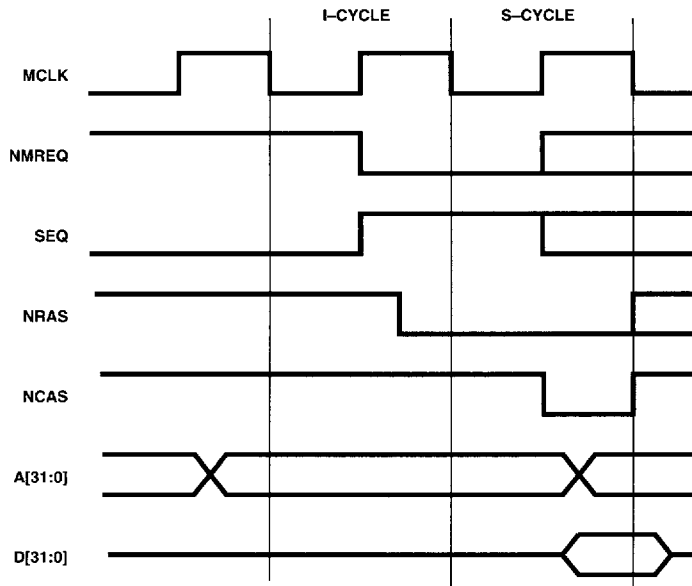 I–CYCLE S–CYCLE
MCLK
NMREQ
SEQ
NRAS
NCAS
A[31:0]
D[31:0]